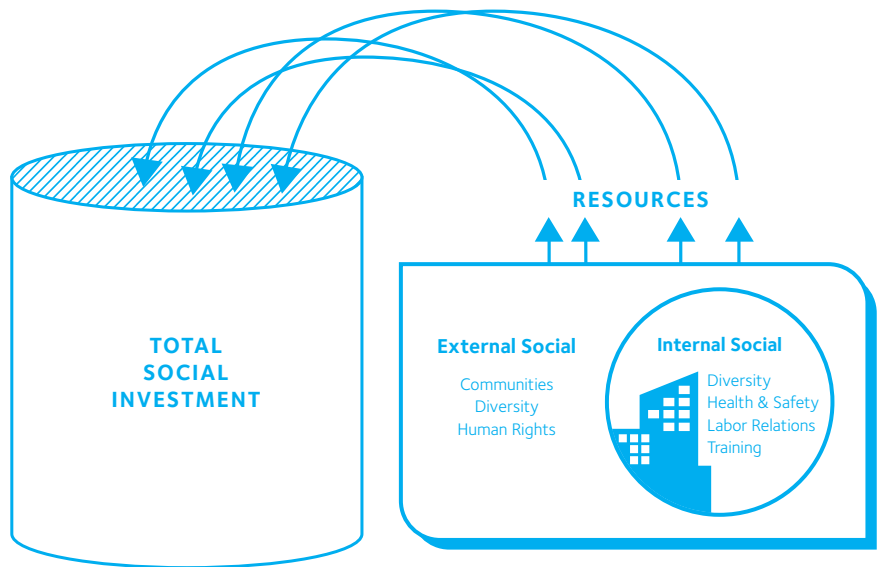 RESOURCES
TOTAL
SOCIAL
INVESTMENT
External Social
Communities
Diversity
Human Rights
Internal Social
Diversity
Health & Safety
Labor Relations
Training